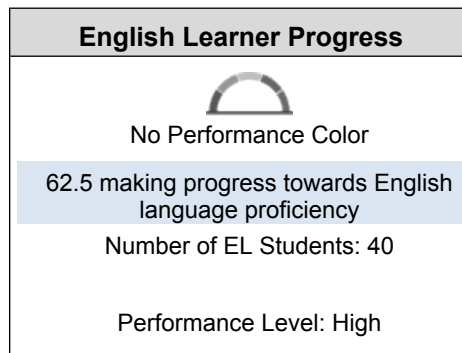 English Learner Progress
No Performance Color
62.5 making progress towards English
language proficiency
Number of EL Students: 40
Performance Level: High